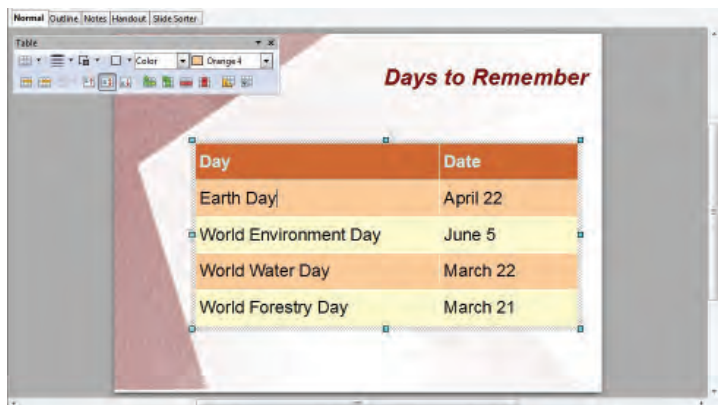 Normal Outline Notes Handout Slide Sorter
Table
Color Orange 4
Days to Remember
Day Date
Earth Day April 22
World Environment Day June 5
World Water Day March 22
World Forestry Day March 21